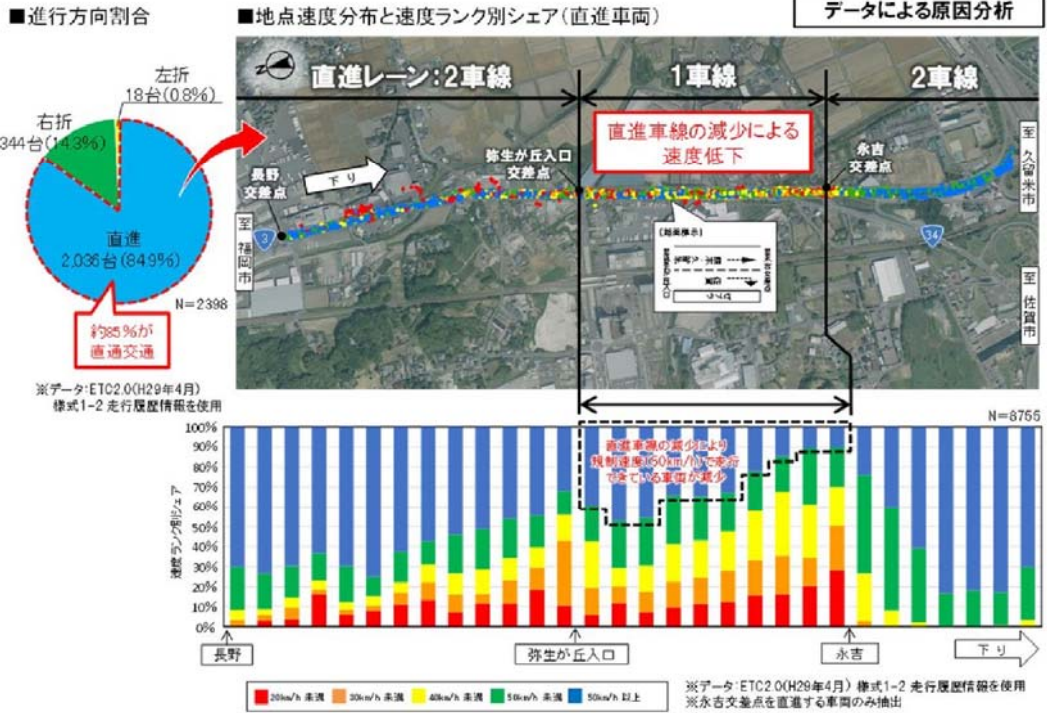 ■進行方向割合
■地点速度分布と速度ランク別シェア(直進車両)
データによる原因分析
左折
18台(0.8%)
右折
344台(14.3%)
直進
2,036台(84.9%)
N=2398
約85%が
直通交通
※データ:ETC2.0(H29年4月)
様式1-2 走行履歴情報を使用
直進レーン:2車線
1車線
2車線
直進車線の減少による
速度低下
長野
交差点
下り
弥生が丘入口
交差点
永吉
交差点
至 久留米市
至 福岡市
3
34
至 佐賀市
N=8755
直進車線の減少により
規制速度(50km/h)で走行
できている車両が減少
速度ランク別シェア
100%
90%
80%
70%
60%
50%
40%
30%
20%
10%
0%
長野
弥生が丘入口
永吉
下り
20km/h 未満
30km/h 未満
40km/h 未満
50km/h 未満
50km/h 以上
※データ:ETC2.0(H29年4月) 様式1-2 走行履歴情報を使用
※永吉交差点を直進する車両のみ抽出